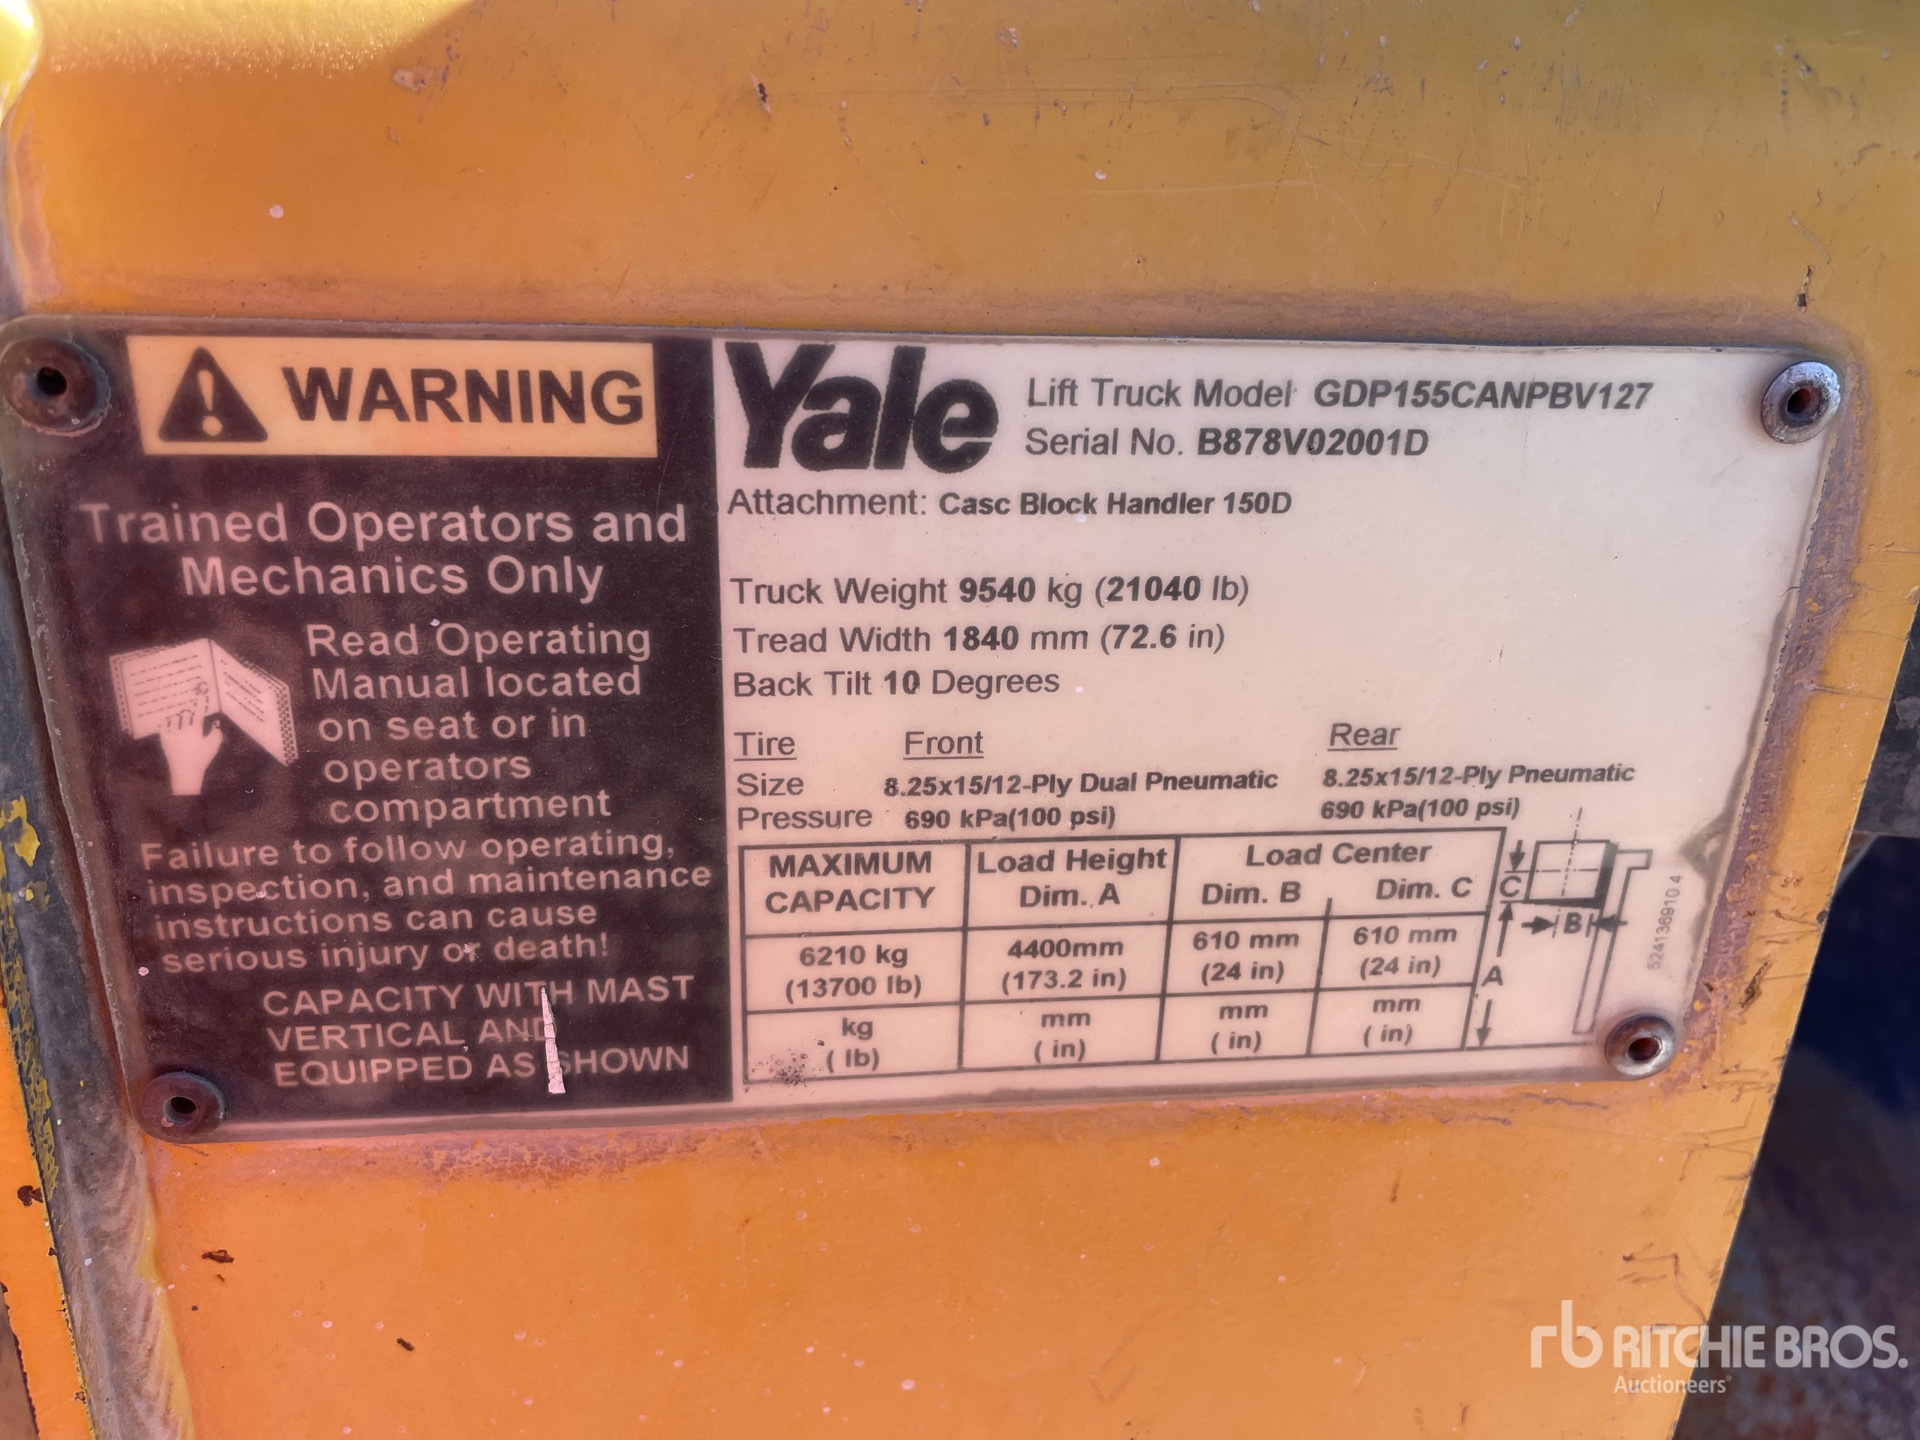 WARNING
Trained Operators and
Mechanics Only
Read Operating
Manual located
on seat or in
operators
compartment
Failure to follow operating,
inspection, and maintenance
instructions can cause
serious injury or death!
CAPACITY WITH MAST
VERTICAL AND
EQUIPPED AS SHOWN
Yale
Lift Truck Model GDP155CANPBV127
Serial No. B878V02001D
Attachment: Casc Block Handler 150D
Truck Weight 9540 kg (21040 lb)
Tread Width 1840 mm (72.6 in)
Back Tilt 10 Degrees
Tire Front Rear
Size 8.25x15/12-Ply Dual Pneumatic 8.25x15/12-Ply Pneumatic
Pressure 690 kPa(100 psi) 690 kPa(100 psi)
MAXIMUM Load Height Load Center
CAPACITY Dim. A Dim. B Dim. C
6210 kg 4400mm 610 mm 610 mm
(13700 lb) (173.2 in) (24 in) (24 in)
kg mm mm mm
( lb) ( in) ( in) ( in)
C
B
A
524136910 4
rb RITCHIE BROS.
Auctioneers